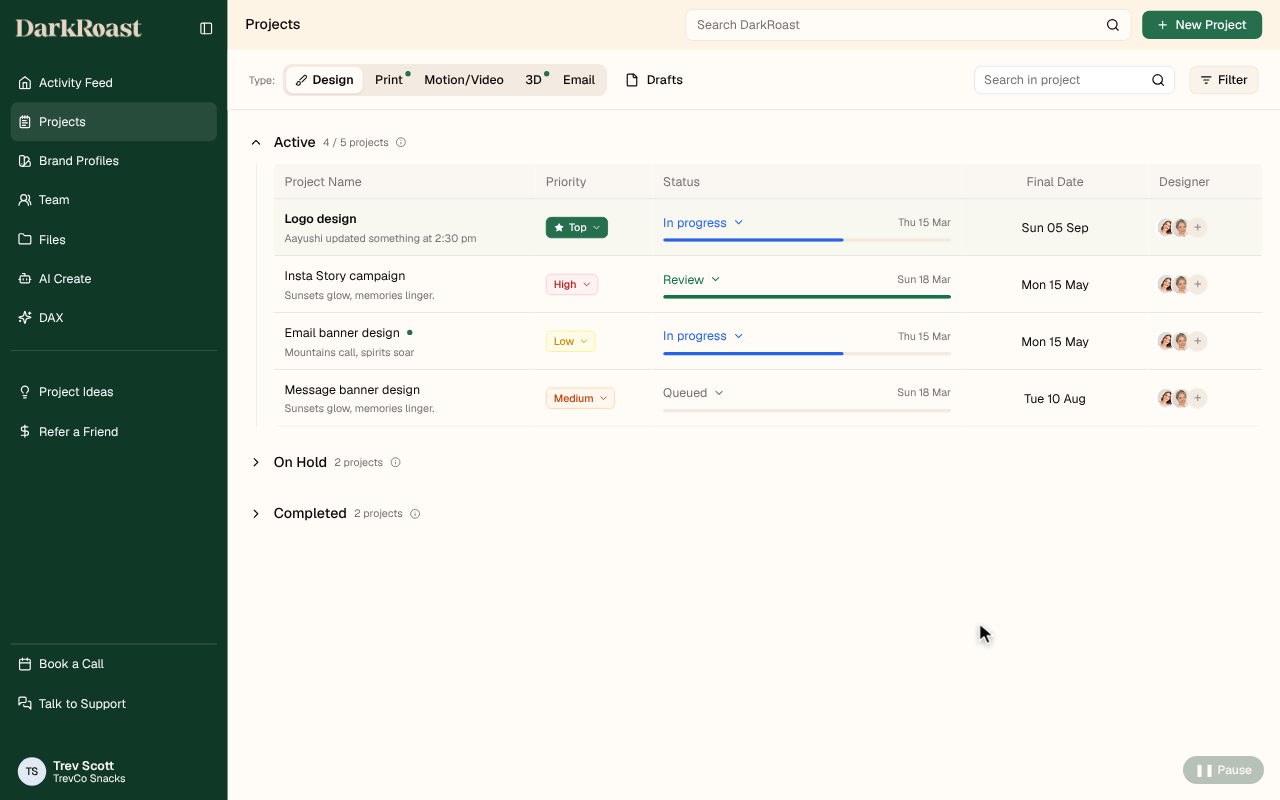 DarkRoast
Activity Feed
Projects
Brand Profiles
Team
Files
AI Create
DAX
Project Ideas
Refer a Friend
Book a Call
Talk to Support
TS
Trev Scott
TrevCo Snacks
Projects
Search DarkRoast
+ New Project
Type:
Design
Print
Motion/Video
3D
Email
Drafts
Search in project
Filter
Active 4 / 5 projects
Project Name Priority Status Final Date Designer
Logo design
Aayushi updated something at 2:30 pm
Top
In progress
Thu 15 Mar
Sun 05 Sep
+
Insta Story campaign
Sunsets glow, memories linger.
High
Review
Sun 18 Mar
Mon 15 May
+
Email banner design
Mountains call, spirits soar
Low
In progress
Thu 15 Mar
Mon 15 May
+
Message banner design
Sunsets glow, memories linger.
Medium
Queued
Sun 18 Mar
Tue 10 Aug
+
On Hold 2 projects
Completed 2 projects
Pause